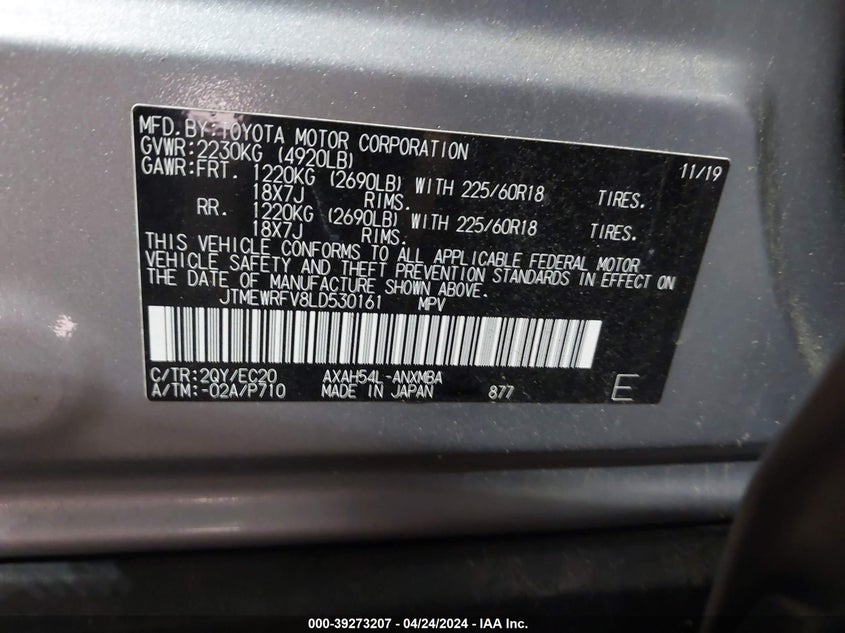 MFD.BY:TOYOTA MOTOR CORPORATION 11/19
GVWR:2230KG (4920LB)
GAWR:FRT. 1220KG (2690LB) WITH 225/60R18 TIRES.
18X7J RIMS.
RR. 1220KG (2690LB) WITH 225/60R18 TIRES.
18X7J RIMS.
THIS VEHICLE CONFORMS TO ALL APPLICABLE FEDERAL MOTOR
VEHICLE SAFETY AND THEFT PREVENTION STANDARDS IN EFFECT ON
THE DATE OF MANUFACTURE SHOWN ABOVE.
JTMEWRFV8LD530161 MPV
C/TR:2QY/EC20 AXAH54L-ANXMBA
A/TM:-02A/P710 MADE IN JAPAN 877 E
000-39273207 - 04/24/2024 - IAA Inc.